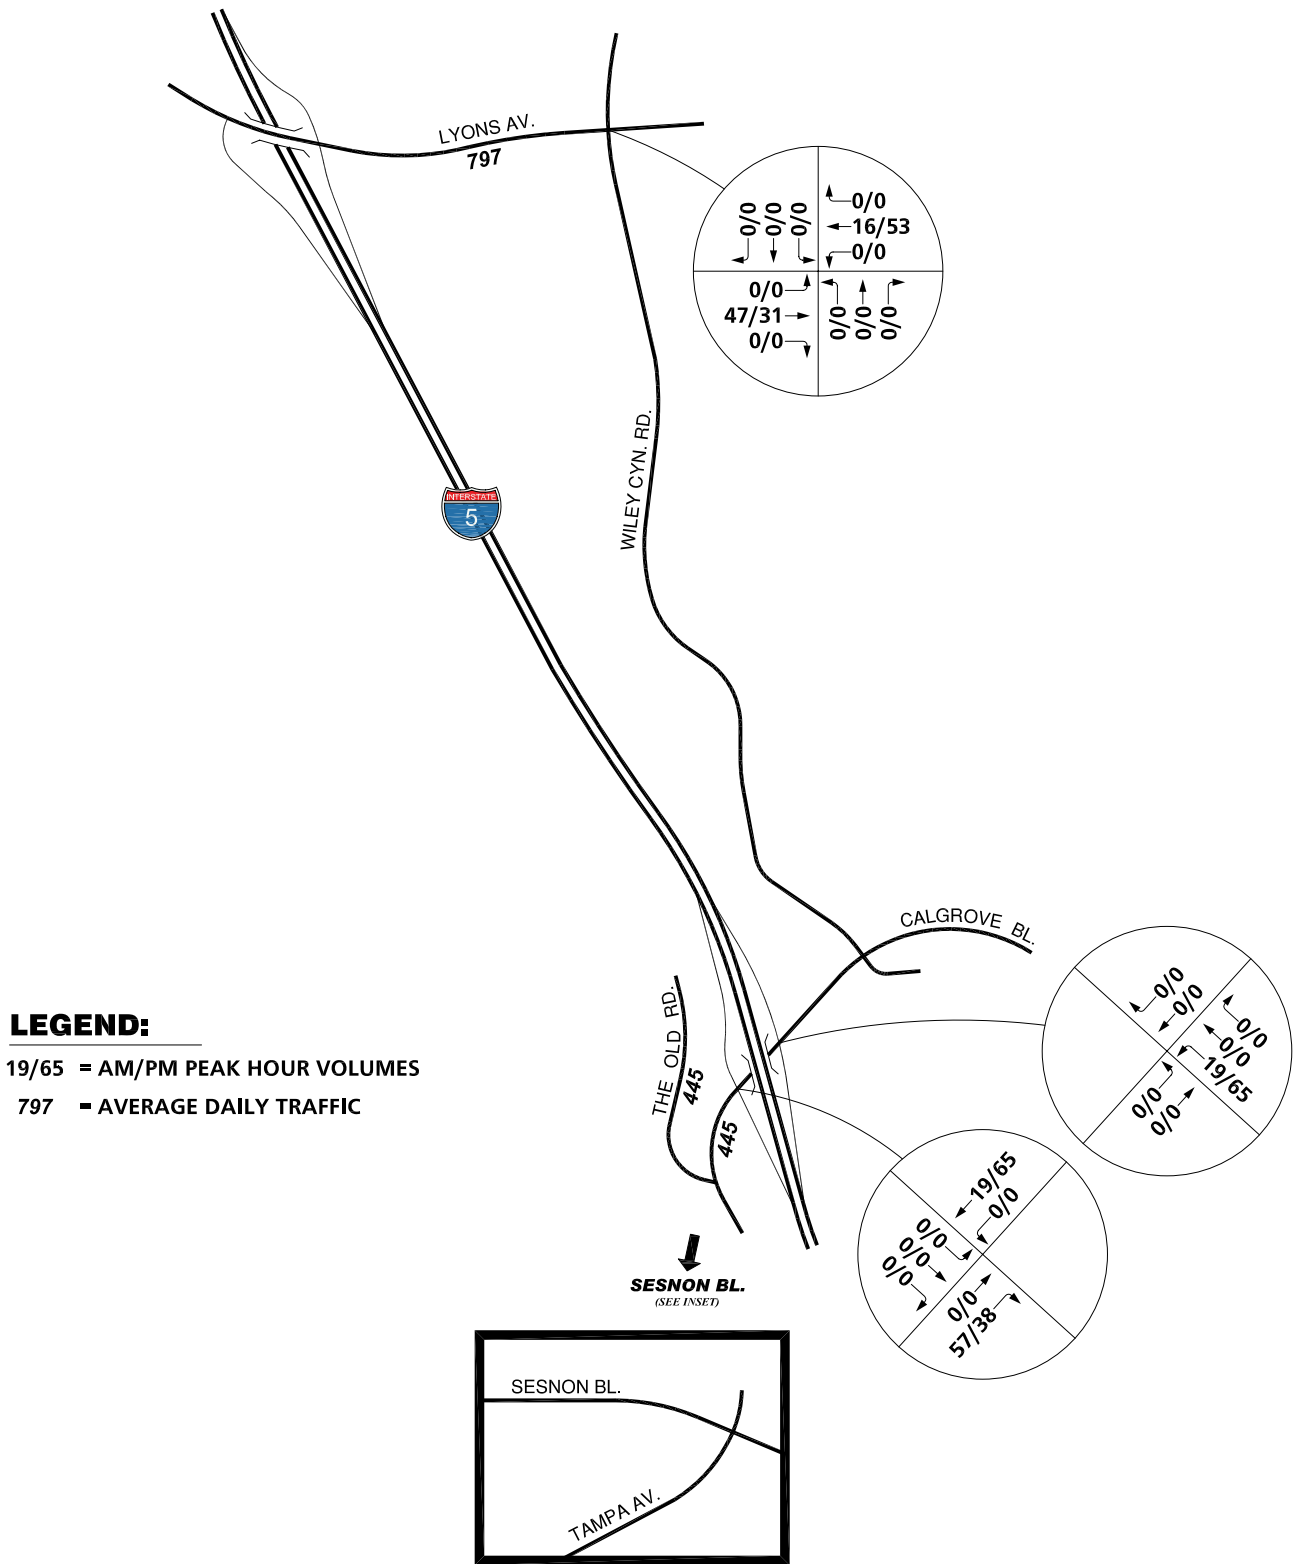 LYONS AV.
797
0/0
0/0
0/0
0/0
16/53
0/0
0/0
47/31
0/0
0/0
0/0
0/0
WILEY CYN. RD.
INTERSTATE
5
CALGROVE BL.
0/0
0/0
0/0
0/0
19/65
0/0
0/0
THE OLD RD.
445
445
19/65
0/0
0/0
0/0
0/0
0/0
57/38
LEGEND:
19/65 = AM/PM PEAK HOUR VOLUMES
797 = AVERAGE DAILY TRAFFIC
SESNON BL.
(SEE INSET)
SESNON BL.
TAMPA AV.